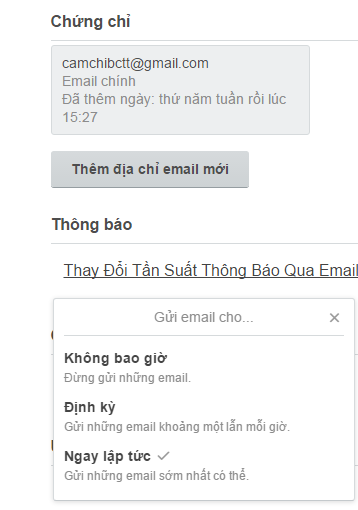 Chứng chỉ
camchibctt@gmail.com
Email chính
Đã thêm ngày: thứ năm tuần rồi lúc
15:27
Thêm địa chỉ email mới
Thông báo
Thay Đổi Tần Suất Thông Báo Qua Email
Gửi email cho...
Không bao giờ
Đừng gửi những email.
Định kỳ
Gửi những email khoảng một lần mỗi giờ.
Ngay lập tức
Gửi những email sớm nhất có thể.